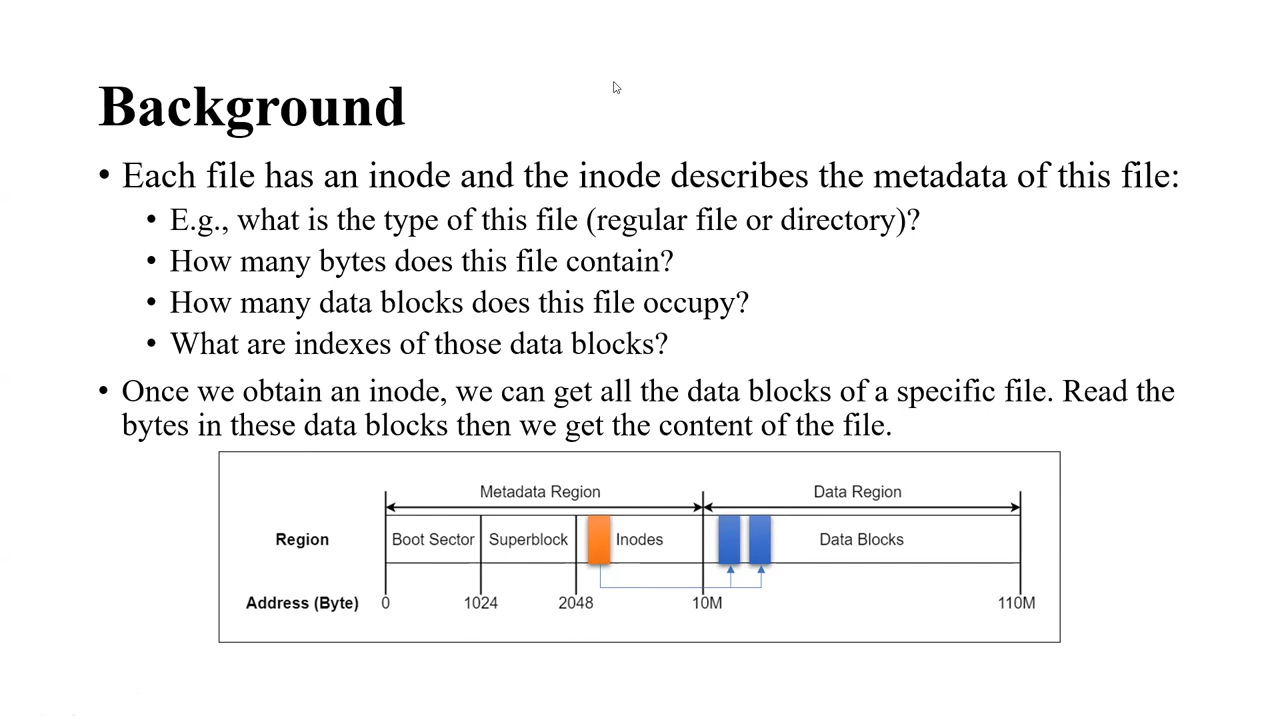 Background
• Each file has an inode and the inode describes the metadata of this file:
• E.g., what is the type of this file (regular file or directory)?
• How many bytes does this file contain?
• How many data blocks does this file occupy?
• What are indexes of those data blocks?
• Once we obtain an inode, we can get all the data blocks of a specific file. Read the
bytes in these data blocks then we get the content of the file.
Metadata Region Data Region
Region Boot Sector Superblock Inodes Data Blocks
Address (Byte) 0 1024 2048 10M 110M